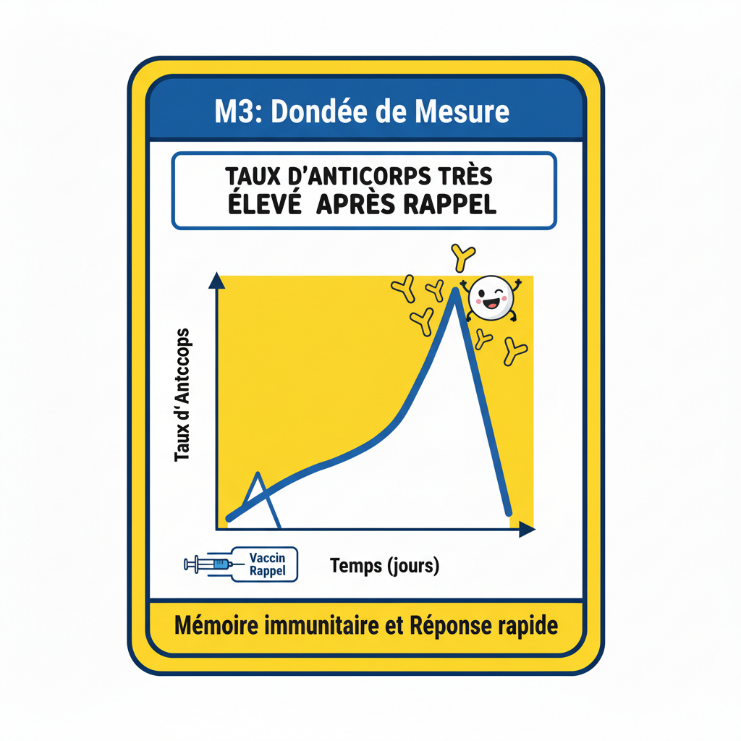 M3: Dondée de Mesure
TAUX D'ANTICORPS TRÈS
ÉLEVÉ APRÈS RAPPEL
Taux d'Antccops
Vaccin
Rappel
Temps (jours)
Mémoire immunitaire et Réponse rapide